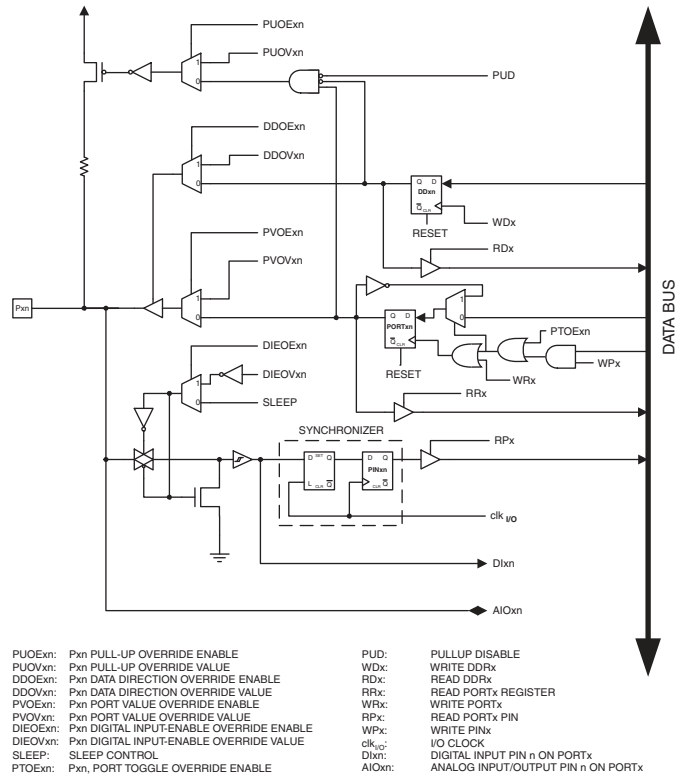 PUOExn
PUOVxn
1
0
PUD
DDOExn
DDOVxn
1
0
Q D
DDxn
Q CLR
WDx
RESET
RDx
PVOExn
PVOVxn
1
0
Pxn
1
0
Q D
PORTxn
Q CLR
PTOExn
WPx
RESET
WRx
RRx
DATA BUS
DIEOExn
DIEOVxn
SLEEP
1
0
SYNCHRONIZER
D SET Q
L CLR Q
D Q
PINxn
CLR Q
RPx
clk I/O
DIxn
AIOxn
PUOExn: Pxn PULL-UP OVERRIDE ENABLE
PUOVxn: Pxn PULL-UP OVERRIDE VALUE
DDOExn: Pxn DATA DIRECTION OVERRIDE ENABLE
DDOVxn: Pxn DATA DIRECTION OVERRIDE VALUE
PVOExn: Pxn PORT VALUE OVERRIDE ENABLE
PVOVxn: Pxn PORT VALUE OVERRIDE VALUE
DIEOExn: Pxn DIGITAL INPUT-ENABLE OVERRIDE ENABLE
DIEOVxn: Pxn DIGITAL INPUT-ENABLE OVERRIDE VALUE
SLEEP: SLEEP CONTROL
PTOExn: Pxn, PORT TOGGLE OVERRIDE ENABLE
PUD: PULLUP DISABLE
WDx: WRITE DDRx
RDx: READ DDRx
RRx: READ PORTx REGISTER
WRx: WRITE PORTx
RPx: READ PORTx PIN
WPx: WRITE PINx
clkI/O: I/O CLOCK
DIxn: DIGITAL INPUT PIN n ON PORTx
AIOxn: ANALOG INPUT/OUTPUT PIN n ON PORTx